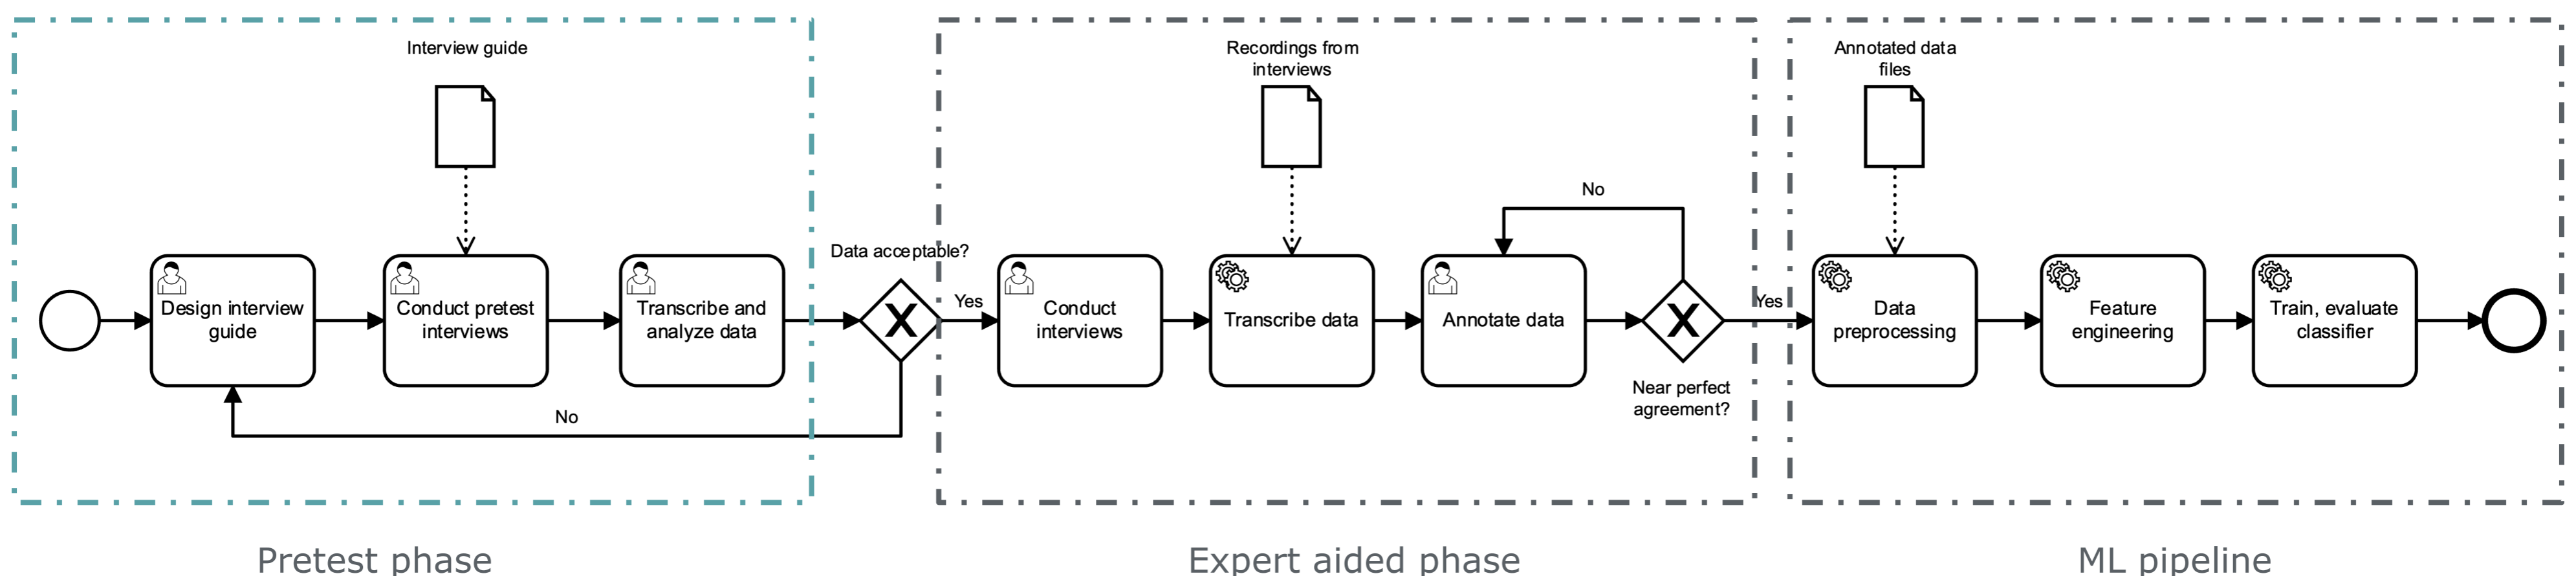 Interview guide
Design interview
guide
Conduct pretest
interviews
Transcribe and
analyze data
Data acceptable?
No
Yes
Recordings from
interviews
Conduct
interviews
Transcribe data
Annotate data
No
Near perfect
agreement?
Yes
Annotated data
files
Data
preprocessing
Feature
engineering
Train, evaluate
classifier
Pretest phase
Expert aided phase
ML pipeline